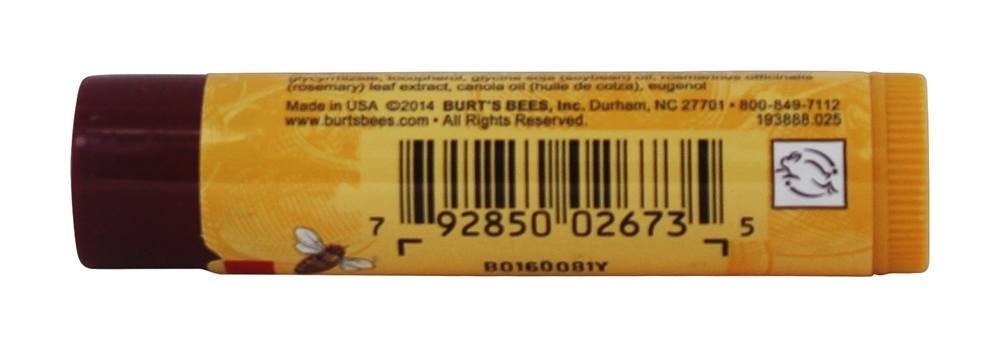 glycyrrhizate, tocopherol, glycine soja (soybean) oil, rosmarinus officinalis
(rosemary) leaf extract, canola oil (huile de colza), eugenol
Made in USA ©2014 BURT'S BEES, Inc. Durham, NC 27701 • 800-849-7112
www.burtsbees.com • All Rights Reserved. 193888.025
7 92850 02673 5
B0160081Y